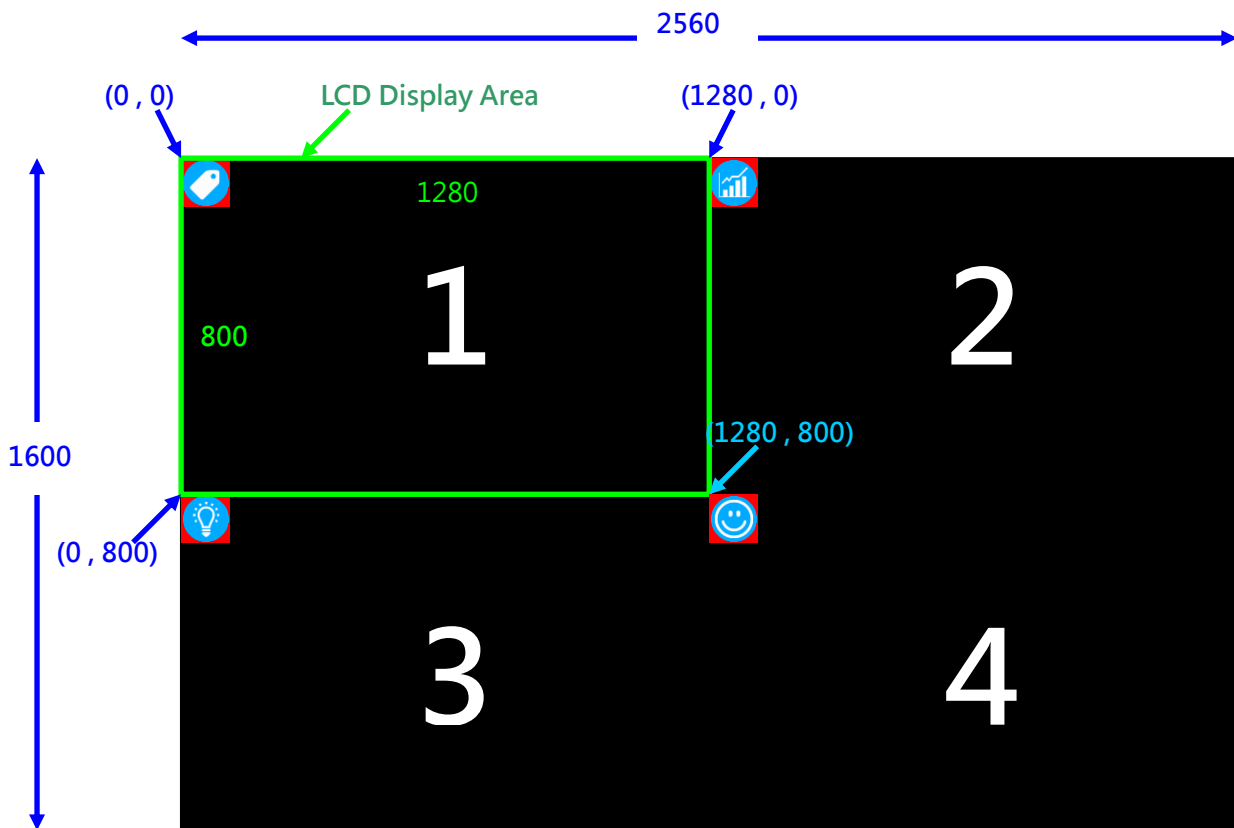 2560
(0 , 0)
LCD Display Area
(1280 , 0)
1280
1
2
800
(1280 , 800)
1600
(0 , 800)
3
4